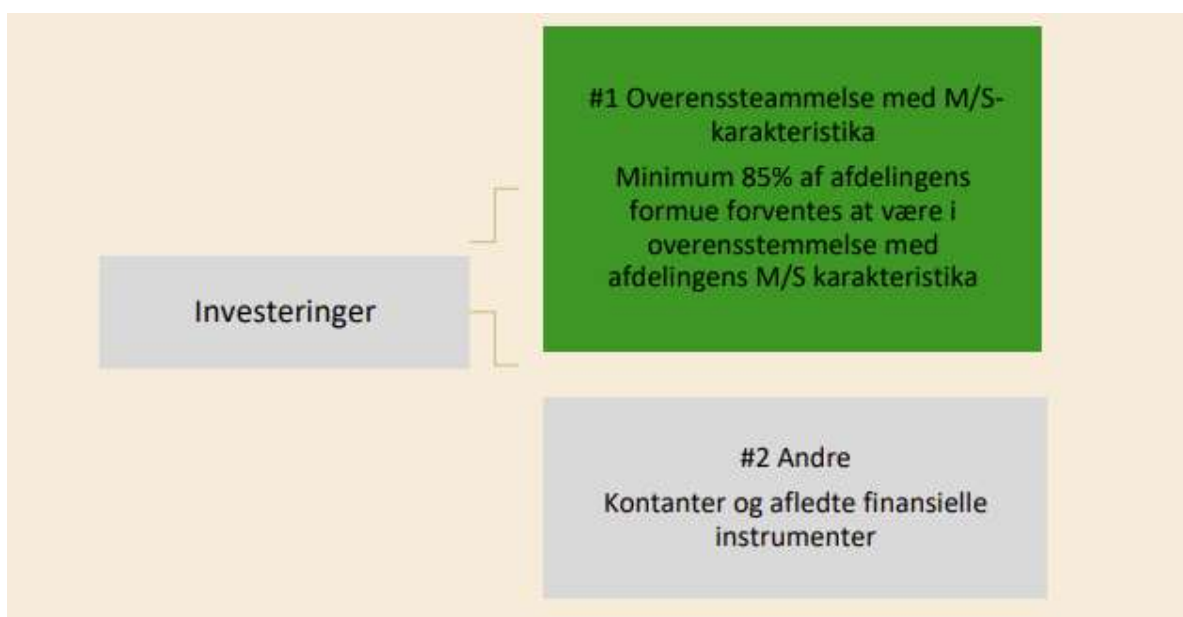 #1 Overenssteammelse med M/S-
karakteristika
Minimum 85% af afdelingens
formue forventes at være i
overensstemmelse med
afdelingens M/S karakteristika
Investeringer
#2 Andre
Kontanter og afledte finansielle
instrumenter